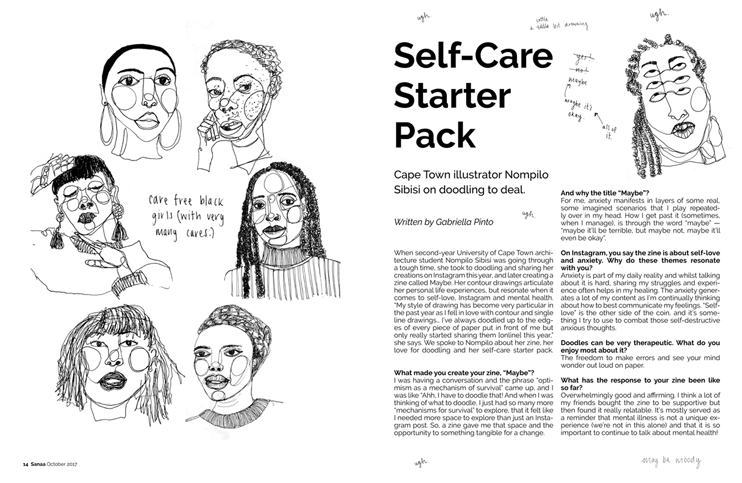 care free black
girls (with very
many cares.)
14 Sanaa October 2017
ugh.
ugh.
a little bit drowning
Self-Care
Starter
Pack
yes!
no!
maybe
maybe it's
okay.
all of
it.
Cape Town illustrator Nompilo
Sibisi on doodling to deal.
Written by Gabriella Pinto
ugh.
When second-year University of Cape Town archi-
tecture student Nompilo Sibisi was going through
a tough time, she took to doodling and sharing her
creations on Instagram this year, and later creating a
zine called Maybe. Her contour drawings articulate
her personal life experiences, but resonate when it
comes to self-love, Instagram and mental health.
"My style of drawing has become very particular in
the past year as I fell in love with contour and single
line drawings... I've always doodled up to the edg-
es of every piece of paper put in front of me but
only really started sharing them [online] this year,"
she says. We spoke to Nompilo about her zine, her
love for doodling and her self-care starter pack.
What made you create your zine, "Maybe"?
I was having a conversation and the phrase "opti-
mism as a mechanism of survival" came up, and I
was like "Ahh, I have to doodle that! And when I was
thinking of what to doodle, I just had so many more
"mechanisms for survival" to explore, that it felt like
I needed more space to explore than just an Insta-
gram post. So, a zine gave me that space and the
opportunity to something tangible for a change.
And why the title "Maybe"?
For me, anxiety manifests in layers of some real,
some imagined scenarios that I play repeated-
ly over in my head. How I get past it (sometimes,
when I manage), is through the word "maybe" —
"maybe it'll be terrible, but maybe not, maybe it'll
even be okay".
On Instagram, you say the zine is about self-love
and anxiety. Why do these themes resonate
with you?
Anxiety is part of my daily reality and whilst talking
about it is hard, sharing my struggles and experi-
ence often helps in my healing. The anxiety gener-
ates a lot of my content as I'm continually thinking
about how to best communicate my feelings. "Self-
love" is the other side of the coin, and it's some-
thing I try to use to combat those self-destructive
anxious thoughts.
Doodles can be very therapeutic. What do you
enjoy most about it?
The freedom to make errors and see your mind
wonder out loud on paper.
What has the response to your zine been like
so far?
Overwhelmingly good and affirming. I think a lot of
my friends bought the zine to be supportive but
then found it really relatable. It's mostly served as
a reminder that mental illness is not a unique ex-
perience (we're not in this alone) and that it is so
important to continue to talk about mental health!
ugh.
may be moody